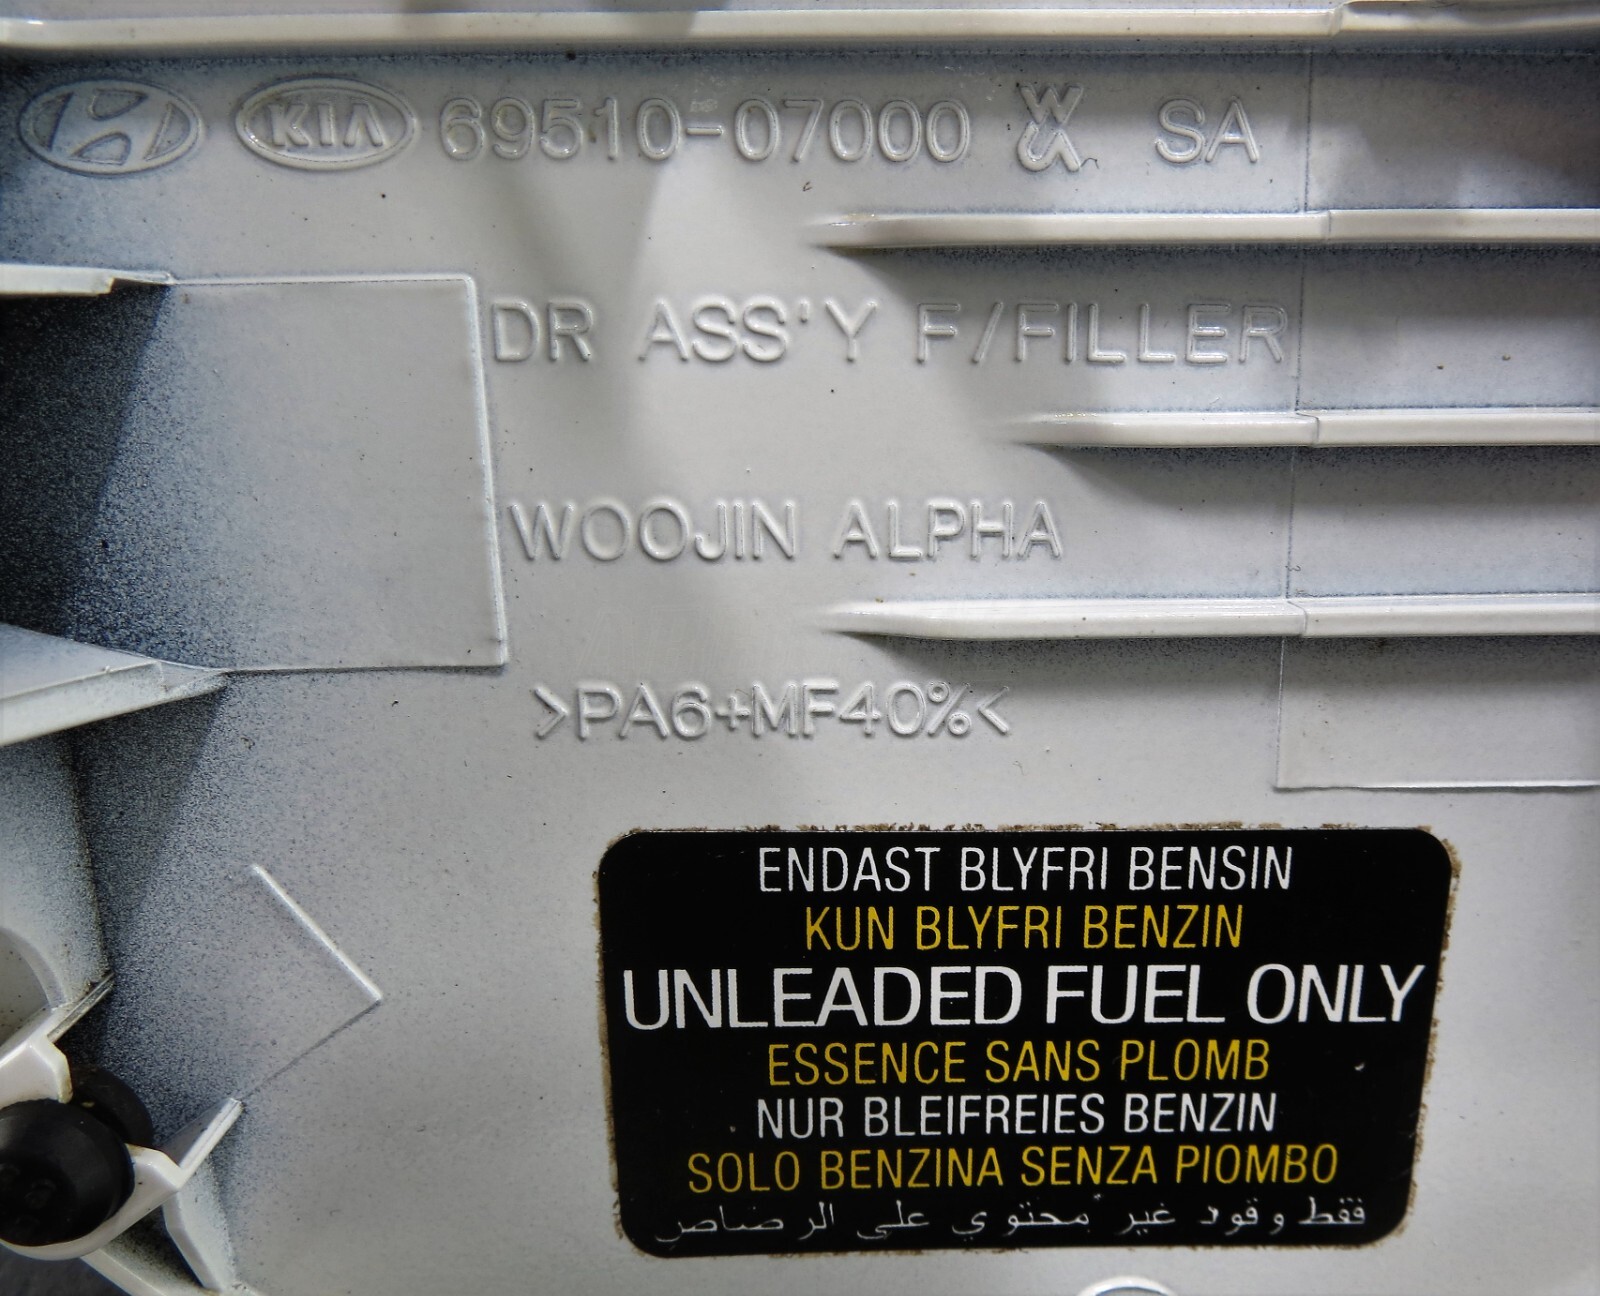 KIA 69510-07000 SA
DR ASS'Y F/FILLER
WOOJIN ALPHA
>PA6+MF40%<
ENDAST BLYFRI BENSIN
KUN BLYFRI BENZIN
UNLEADED FUEL ONLY
ESSENCE SANS PLOMB
NUR BLEIFREIES BENZIN
SOLO BENZINA SENZA PIOMBO
فقط وقود غير محتوي على الرضاص